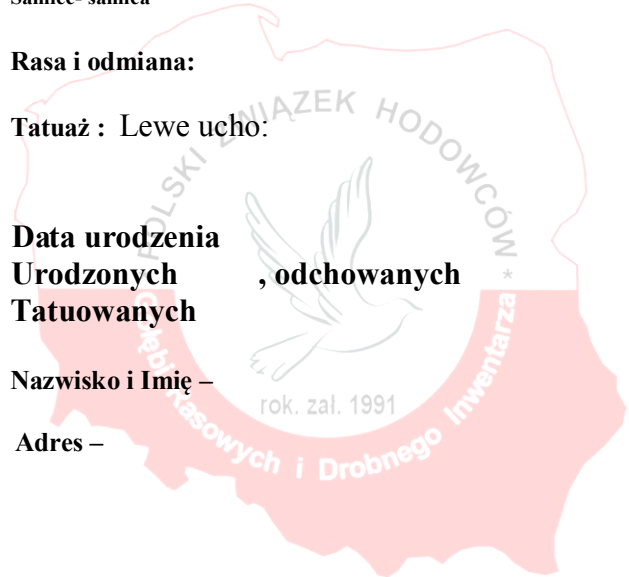 Samiec- samica
Rasa i odmiana:
Tatuaż : Lewe ucho:
Data urodzenia
Urodzonych , odchowanych
Tatuowanych
Nazwisko i Imię –
Adres –
POLSKI ZWIĄZEK HODOWCÓW *
Gołębi Rasowych i Drobnego Inwentarza
rok. zał. 1991